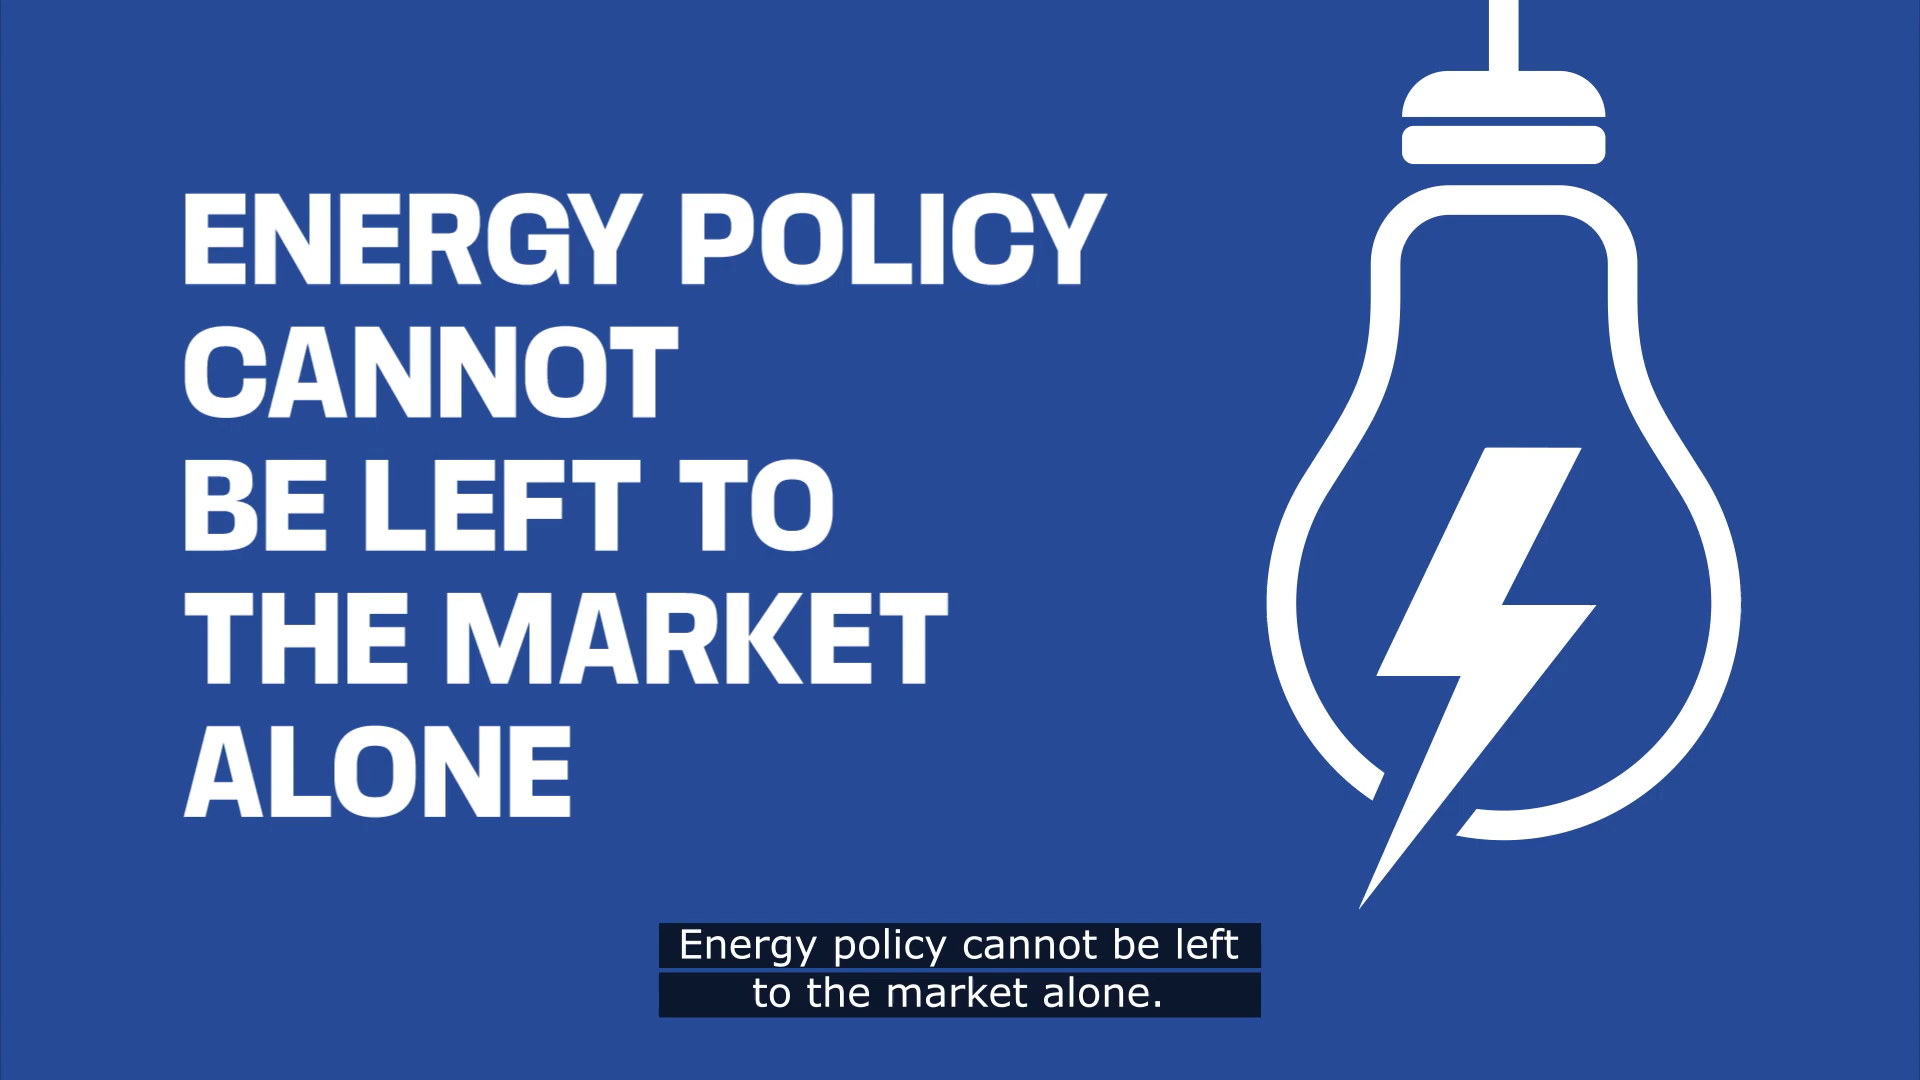 ENERGY POLICY
CANNOT
BE LEFT TO
THE MARKET
ALONE
Energy policy cannot be left
to the market alone.